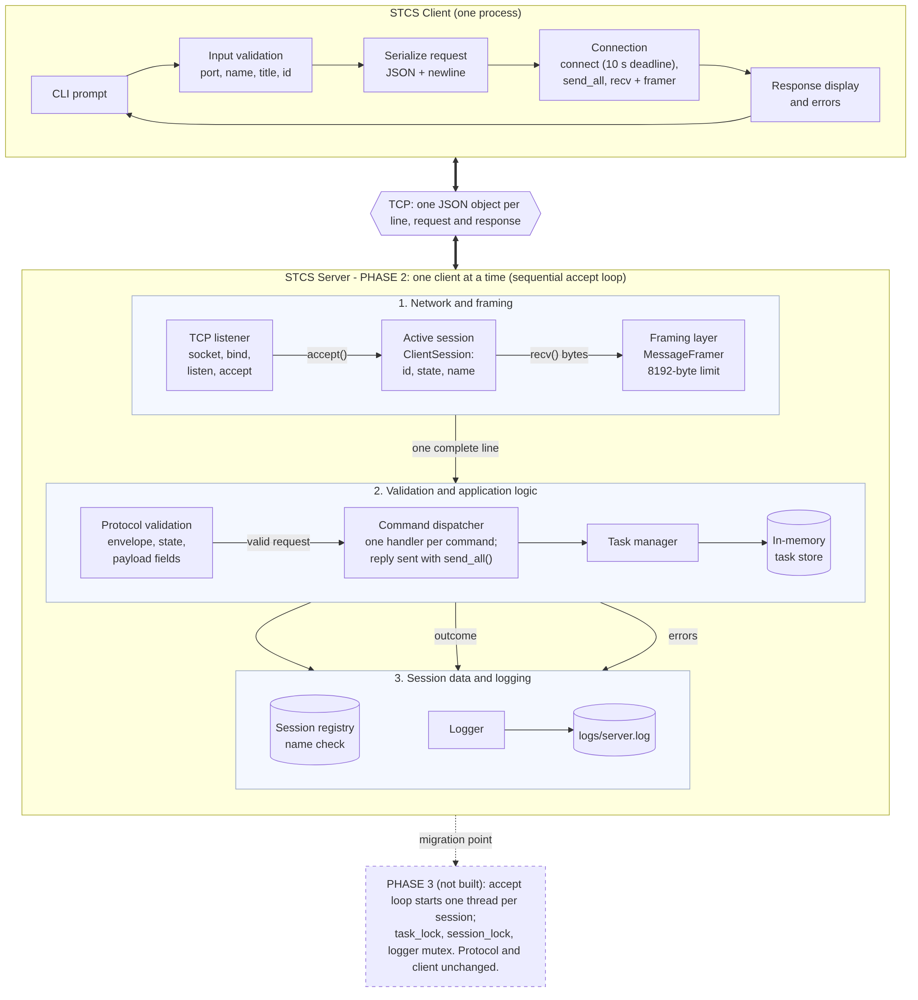 STCS Client (one process)
CLI prompt
Input validation
port, name, title, id
Serialize request
JSON + newline
Connection
connect (10 s deadline),
send_all, recv + framer
Response display
and errors
TCP: one JSON object per
line, request and response
STCS Server - PHASE 2: one client at a time (sequential accept loop)
1. Network and framing
TCP listener
socket, bind,
listen, accept
accept()
Active session
ClientSession:
id, state, name
recv() bytes
Framing layer
MessageFramer
8192-byte limit
one complete line
2. Validation and application logic
Protocol validation
envelope, state,
payload fields
valid request
Command dispatcher
one handler per command;
reply sent with send_all()
Task manager
In-memory
task store
outcome
errors
3. Session data and logging
Session registry
name check
Logger
logs/server.log
migration point
PHASE 3 (not built): accept
loop starts one thread per
session;
task_lock, session_lock,
logger mutex. Protocol and
client unchanged.